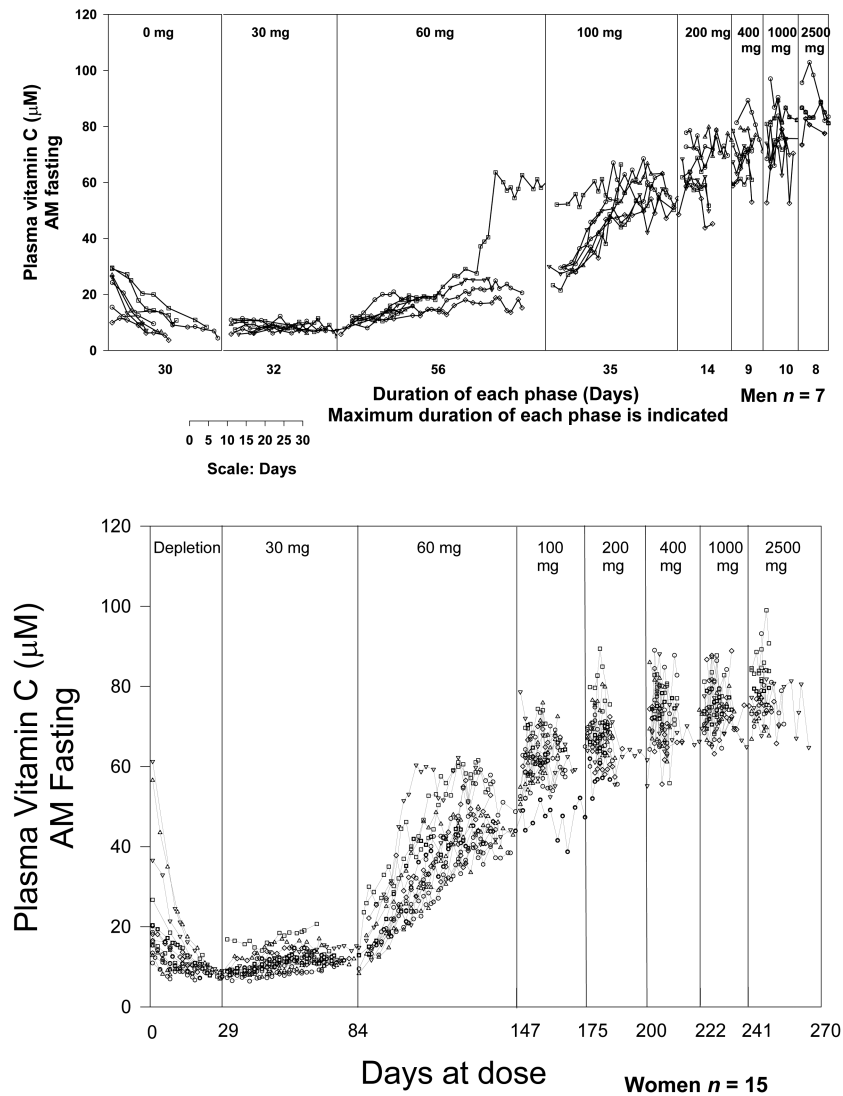 120
100
80
60
40
20
0
Plasma vitamin C (μM)
AM fasting
0 mg
30 mg
60 mg
100 mg
200 mg
400
mg
1000
mg
2500
mg
30
32
56
35
14
9
10
8
Duration of each phase (Days)
Maximum duration of each phase is indicated
Men n = 7
0 5 10 15 20 25 30
Scale: Days
120
100
80
60
40
20
0
Plasma Vitamin C (μM)
AM Fasting
Depletion
30 mg
60 mg
100
mg
200
mg
400
mg
1000
mg
2500
mg
0 29 84 147 175 200 222 241 270
Days at dose
Women n = 15